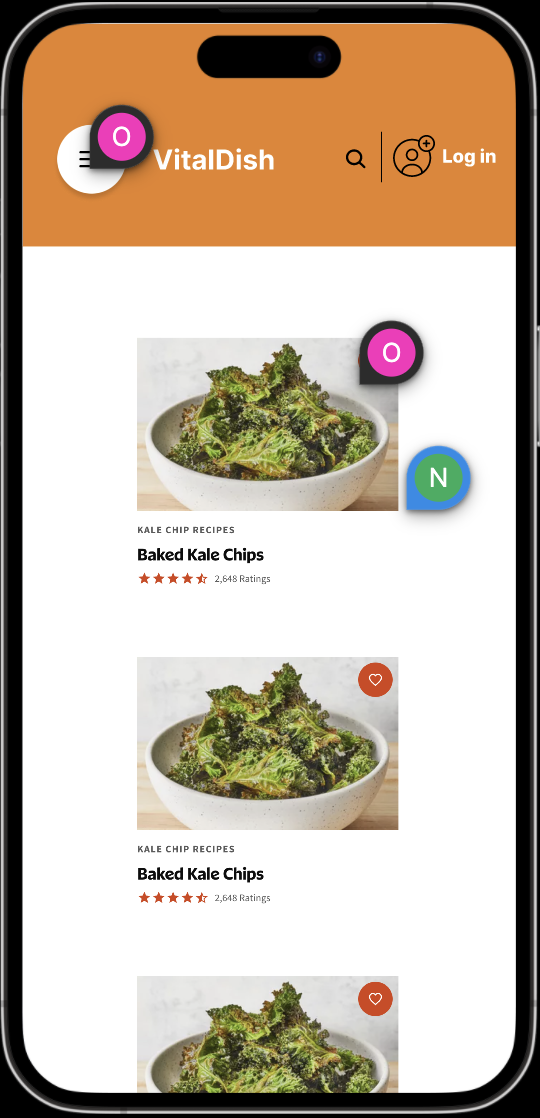 O
VitalDish
Log in
O
N
KALE CHIP RECIPES
Baked Kale Chips
2,648 Ratings
KALE CHIP RECIPES
Baked Kale Chips
2,648 Ratings